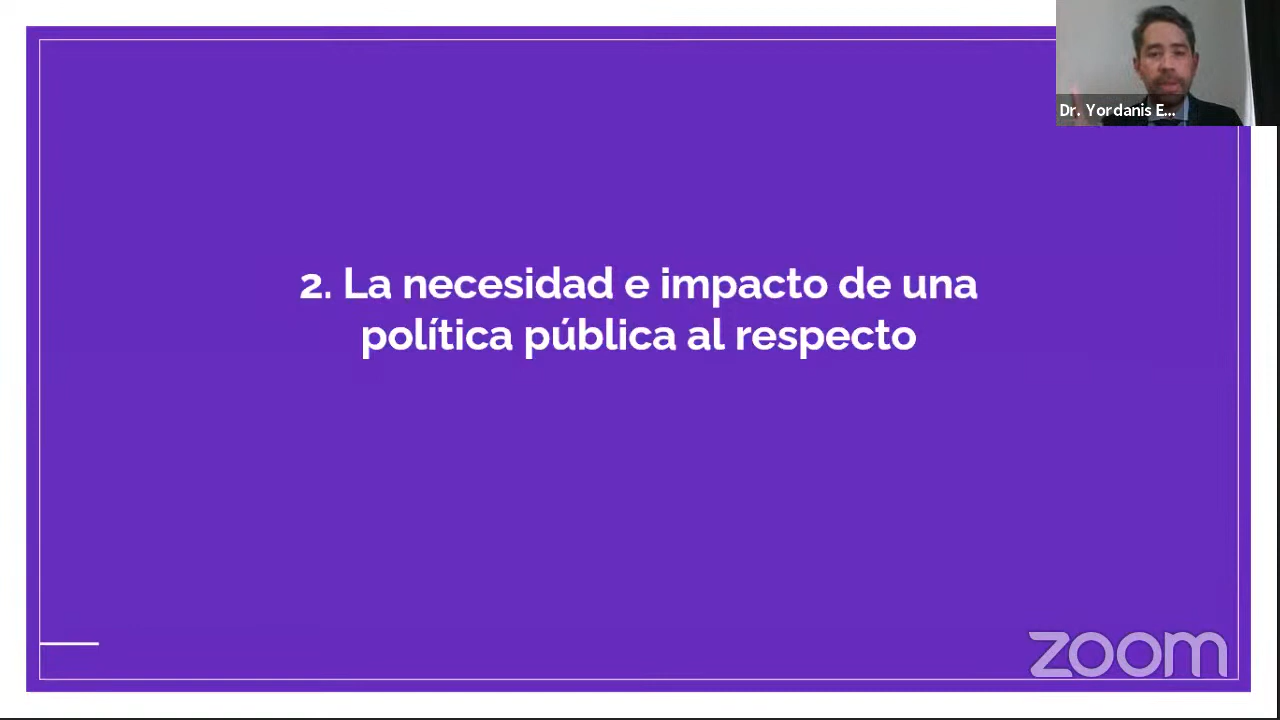 Dr. Yordanis E...
2. La necesidad e impacto de una
política pública al respecto
zoom